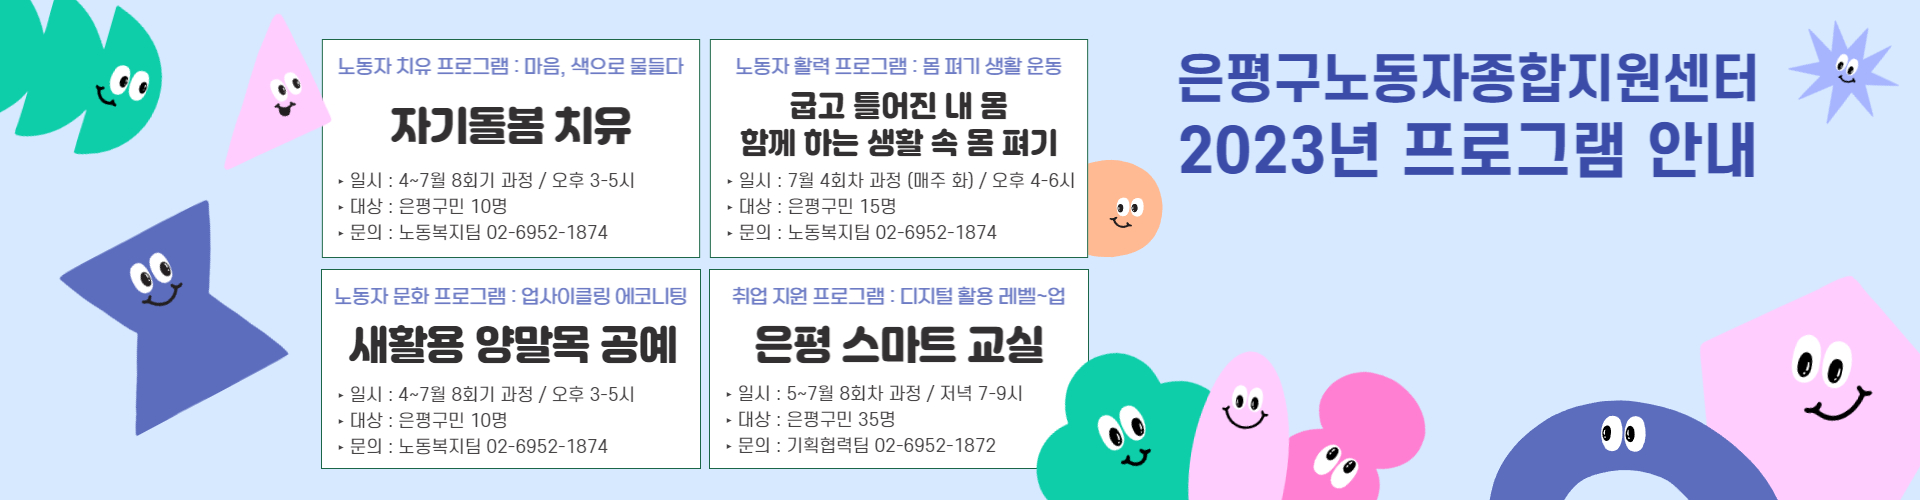 노동자 치유 프로그램 : 마음, 색으로 물들다
자기돌봄 치유
▸ 일시 : 4~7월 8회기 과정 / 오후 3-5시
▸ 대상 : 은평구민 10명
▸ 문의 : 노동복지팀 02-6952-1874
노동자 활력 프로그램 : 몸 펴기 생활 운동
굽고 틀어진 내 몸
함께 하는 생활 속 몸 펴기
▸ 일시 : 7월 4회차 과정 (매주 화) / 오후 4-6시
▸ 대상 : 은평구민 15명
▸ 문의 : 노동복지팀 02-6952-1874
노동자 문화 프로그램 : 업사이클링 에코니팅
새활용 양말목 공예
▸ 일시 : 4~7월 8회기 과정 / 오후 3-5시
▸ 대상 : 은평구민 10명
▸ 문의 : 노동복지팀 02-6952-1874
취업 지원 프로그램 : 디지털 활용 레벨~업
은평 스마트 교실
▸ 일시 : 5~7월 8회차 과정 / 저녁 7-9시
▸ 대상 : 은평구민 35명
▸ 문의 : 기획협력팀 02-6952-1872
은평구노동자종합지원센터
2023년 프로그램 안내